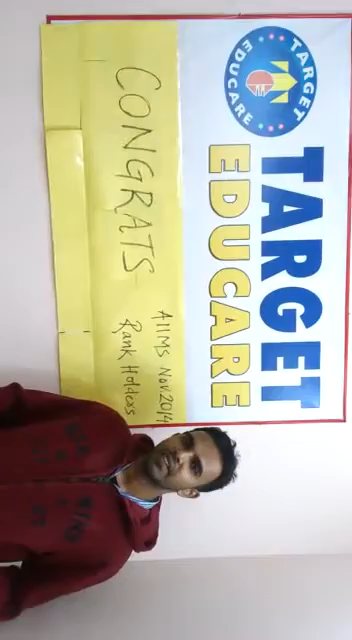 TARGET
EDUCARE
TARGET
EDUCARE
AIIMS Nov 2014
CONGRATS
Rank Holders